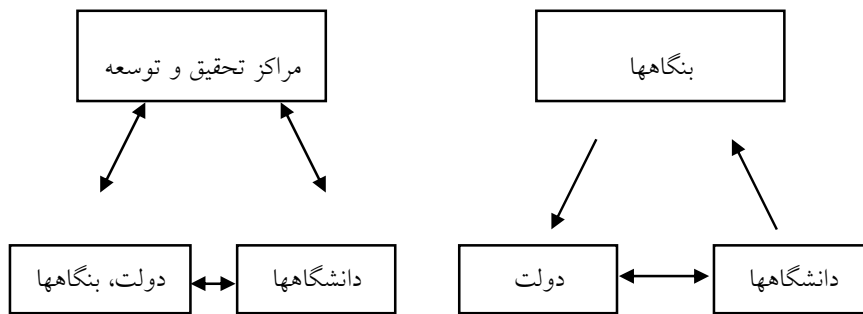 بنگاهها
مراکز تحقیق و توسعه
دانشگاهها
دولت
دانشگاهها
دولت، بنگاهها